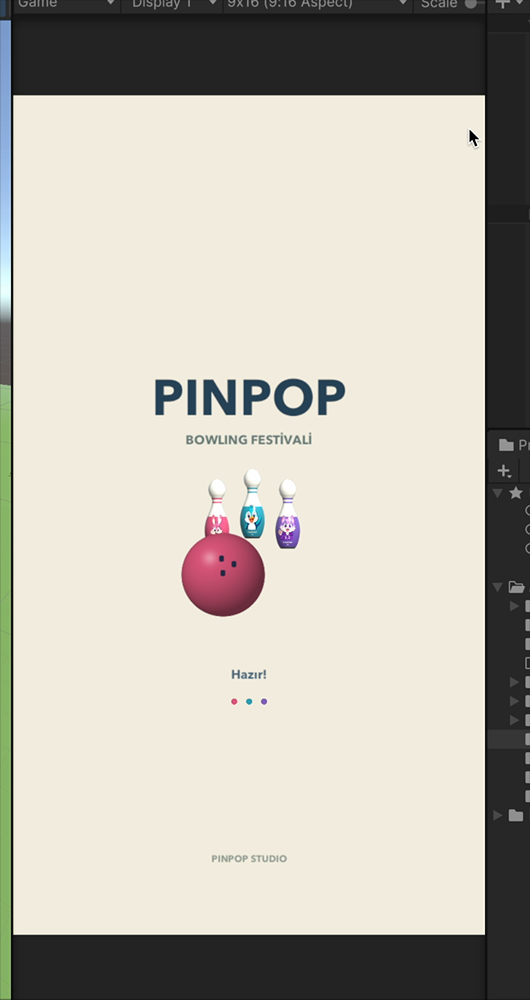 Game
Display 1
9x16 (9:16 Aspect)
Scale
PINPOP
BOWLING FESTİVALİ
Hazır!
PINPOP STUDIO